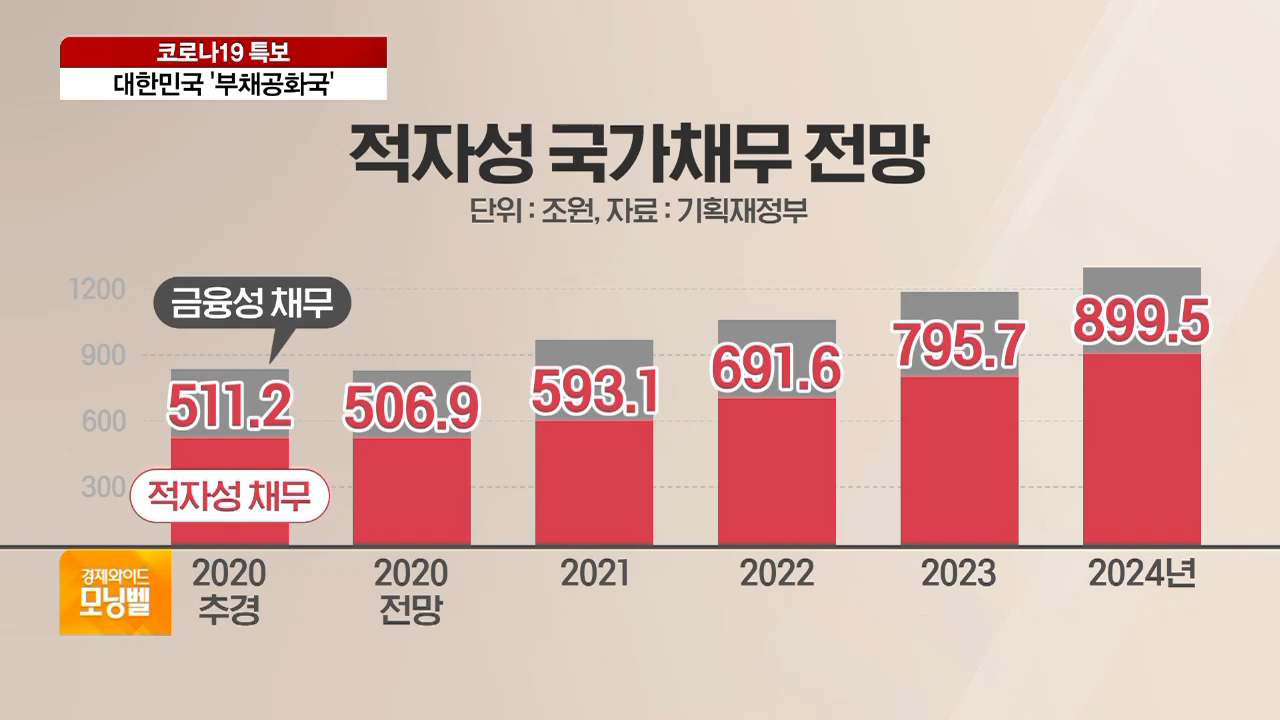 코로나19 특보
대한민국 '부채공화국'
적자성 국가채무 전망
단위 : 조원, 자료 : 기획재정부
1200
900
600
300
금융성 채무
적자성 채무
511.2
506.9
593.1
691.6
795.7
899.5
2020
추경
2020
전망
2021
2022
2023
2024년
경제와이드
모닝벨